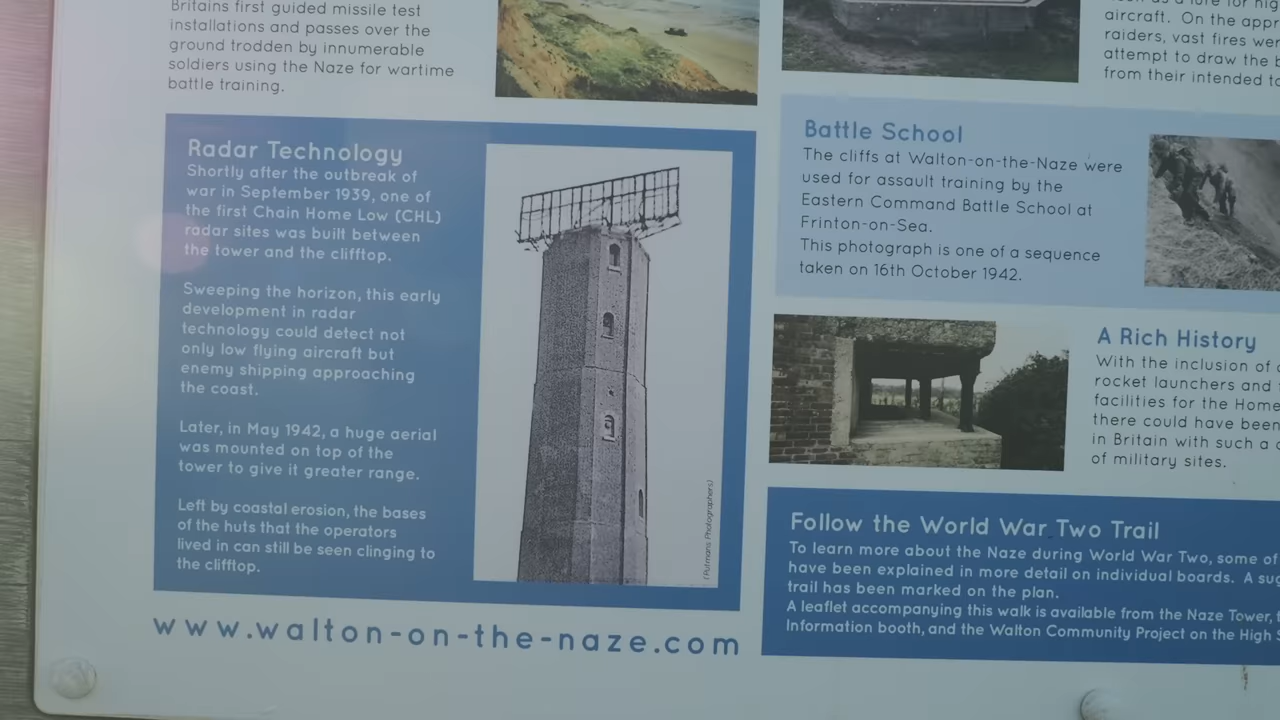 Britains first guided missile test
installations and passes over the
ground trodden by innumerable
soldiers using the Naze for wartime
battle training.
aircraft. On the appr
raiders, vast fires wer
attempt to draw the b
from their intended to
Radar Technology
Shortly after the outbreak of
war in September 1939, one of
the first Chain Home Low (CHL)
radar sites was built between
the tower and the clifftop.
Sweeping the horizon, this early
development in radar
technology could detect not
only low flying aircraft but
enemy shipping approaching
the coast.
Later, in May 1942, a huge aerial
was mounted on top of the
tower to give it greater range.
Left by coastal erosion, the bases
of the huts that the operators
lived in can still be seen clinging to
the clifftop.
(Putmans Photographers)
Battle School
The cliffs at Walton-on-the-Naze were
used for assault training by the
Eastern Command Battle School at
Frinton-on-Sea.
This photograph is one of a sequence
taken on 16th October 1942.
A Rich History
With the inclusion of
rocket launchers and
facilities for the Home
there could have been
in Britain with such a
of military sites.
Follow the World War Two Trail
To learn more about the Naze during World War Two, some of
have been explained in more detail on individual boards. A sug
trail has been marked on the plan.
A leaflet accompanying this walk is available from the Naze Tower,
Information booth, and the Walton Community Project on the High
www.walton-on-the-naze.com